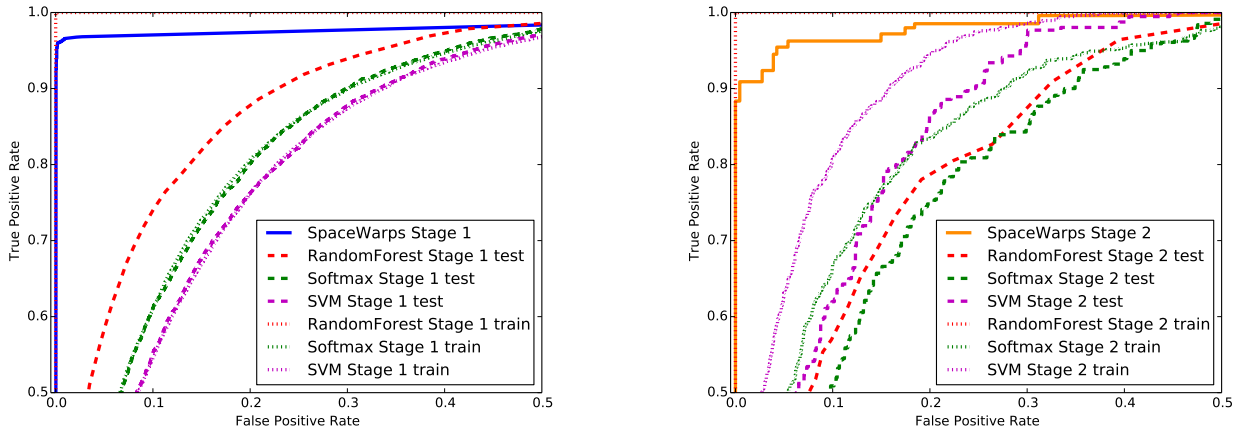 1.0
0.9
0.8
0.7
0.6
0.5
True Positive Rate
0.0
0.1
0.2
0.3
0.4
0.5
False Positive Rate
SpaceWarps Stage 1
RandomForest Stage 1 test
Softmax Stage 1 test
SVM Stage 1 test
RandomForest Stage 1 train
Softmax Stage 1 train
SVM Stage 1 train
1.0
0.9
0.8
0.7
0.6
0.5
True Positive Rate
0.0
0.1
0.2
0.3
0.4
0.5
False Positive Rate
SpaceWarps Stage 2
RandomForest Stage 2 test
Softmax Stage 2 test
SVM Stage 2 test
RandomForest Stage 2 train
Softmax Stage 2 train
SVM Stage 2 train